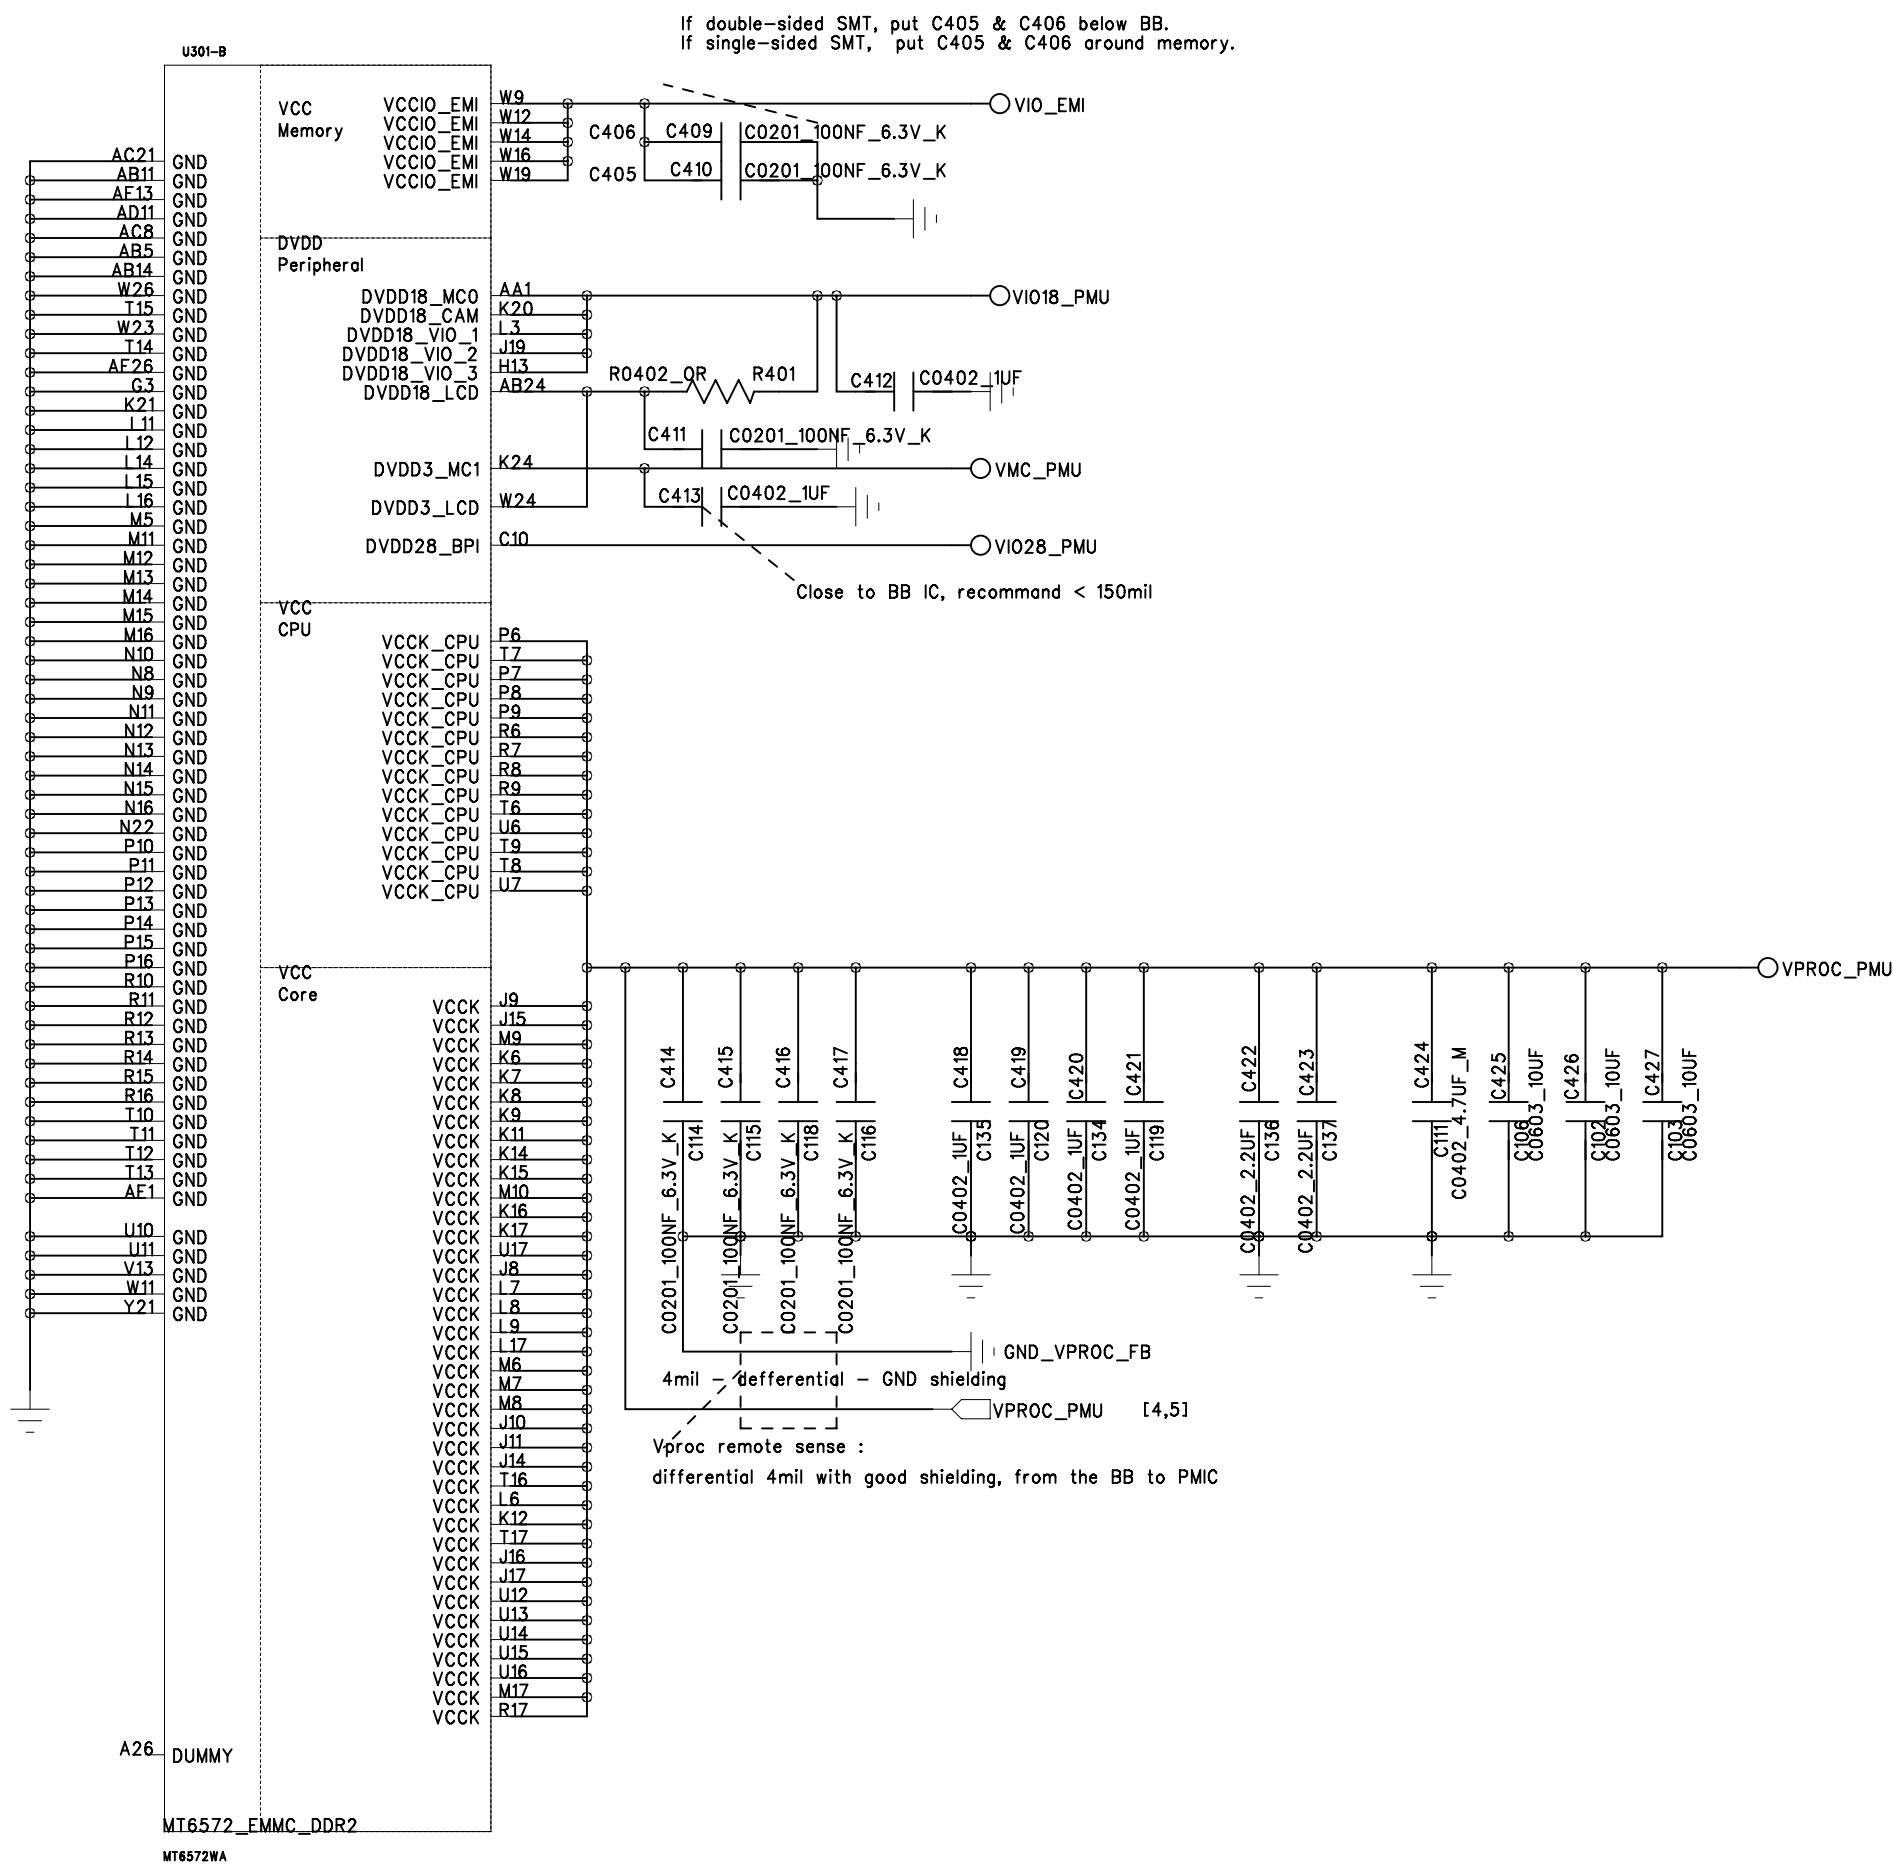 If double-sided SMT, put C405 & C406 below BB.
If single-sided SMT, put C405 & C406 around memory.
U301-B
VCC
Memory
VCCIO_EMI W9
VCCIO_EMI W12
VCCIO_EMI W14
VCCIO_EMI W16
VCCIO_EMI W19
VIO_EMI
C406 C409 C0201_100NF_6.3V_K
C405 C410 C0201_100NF_6.3V_K
DVDD
Peripheral
DVDD18_MC0 AA1
DVDD18_CAM K20
DVDD18_VIO_1 L3
DVDD18_VIO_2 J19
DVDD18_VIO_3 H13
DVDD18_LCD AB24
VIO18_PMU
R0402_0R R401
C412 C0402_1UF
C411 C0201_100NF_6.3V_K
DVDD3_MC1 K24
VMC_PMU
C413 C0402_1UF
DVDD3_LCD W24
DVDD28_BPI C10
VIO28_PMU
Close to BB IC, recommand < 150mil
VCC
CPU
VCCK_CPU P6
VCCK_CPU T7
VCCK_CPU P7
VCCK_CPU P8
VCCK_CPU P9
VCCK_CPU R6
VCCK_CPU R7
VCCK_CPU R8
VCCK_CPU R9
VCCK_CPU T6
VCCK_CPU U6
VCCK_CPU T9
VCCK_CPU T8
VCCK_CPU U7
VCC
Core
VCCK J9
VCCK J15
VCCK M9
VCCK K6
VCCK K7
VCCK K8
VCCK K9
VCCK K11
VCCK K14
VCCK K15
VCCK M10
VCCK K16
VCCK K17
VCCK U17
VCCK J8
VCCK L7
VCCK L8
VCCK L9
VCCK L17
VCCK M6
VCCK M7
VCCK M8
VCCK J10
VCCK J11
VCCK J14
VCCK T16
VCCK L6
VCCK K12
VCCK T17
VCCK J16
VCCK J17
VCCK U12
VCCK U13
VCCK U14
VCCK U15
VCCK U16
VCCK M17
VCCK R17
AC21 GND
AB11 GND
AF13 GND
AD11 GND
AC8 GND
AB5 GND
AB14 GND
W26 GND
T15 GND
W23 GND
T14 GND
AF26 GND
G3 GND
K21 GND
L11 GND
L12 GND
L14 GND
L15 GND
L16 GND
M5 GND
M11 GND
M12 GND
M13 GND
M14 GND
M15 GND
M16 GND
N10 GND
N8 GND
N9 GND
N11 GND
N12 GND
N13 GND
N14 GND
N15 GND
N16 GND
N22 GND
P10 GND
P11 GND
P12 GND
P13 GND
P14 GND
P15 GND
P16 GND
R10 GND
R11 GND
R12 GND
R13 GND
R14 GND
R15 GND
R16 GND
T10 GND
T11 GND
T12 GND
T13 GND
AF1 GND
U10 GND
U11 GND
V13 GND
W11 GND
Y21 GND
A26 DUMMY
VPROC_PMU
C414 C114 C0201_100NF_6.3V_K
C415 C115 C0201_100NF_6.3V_K
C416 C118 C0201_100NF_6.3V_K
C417 C116 C0201_100NF_6.3V_K
C418 C135 C0402_1UF
C419 C120 C0402_1UF
C420 C134 C0402_1UF
C421 C119 C0402_1UF
C422 C136 C0402_2.2UF
C423 C137 C0402_2.2UF
C424 C111 C0402_4.7UF_M
C425 C106 C0603_10UF
C426 C102 C0603_10UF
C427 C103 C0603_10UF
GND_VPROC_FB
4mil - defferential - GND shielding
VPROC_PMU [4,5]
Vproc remote sense :
differential 4mil with good shielding, from the BB to PMIC
MT6572_EMMC_DDR2
MT6572WA